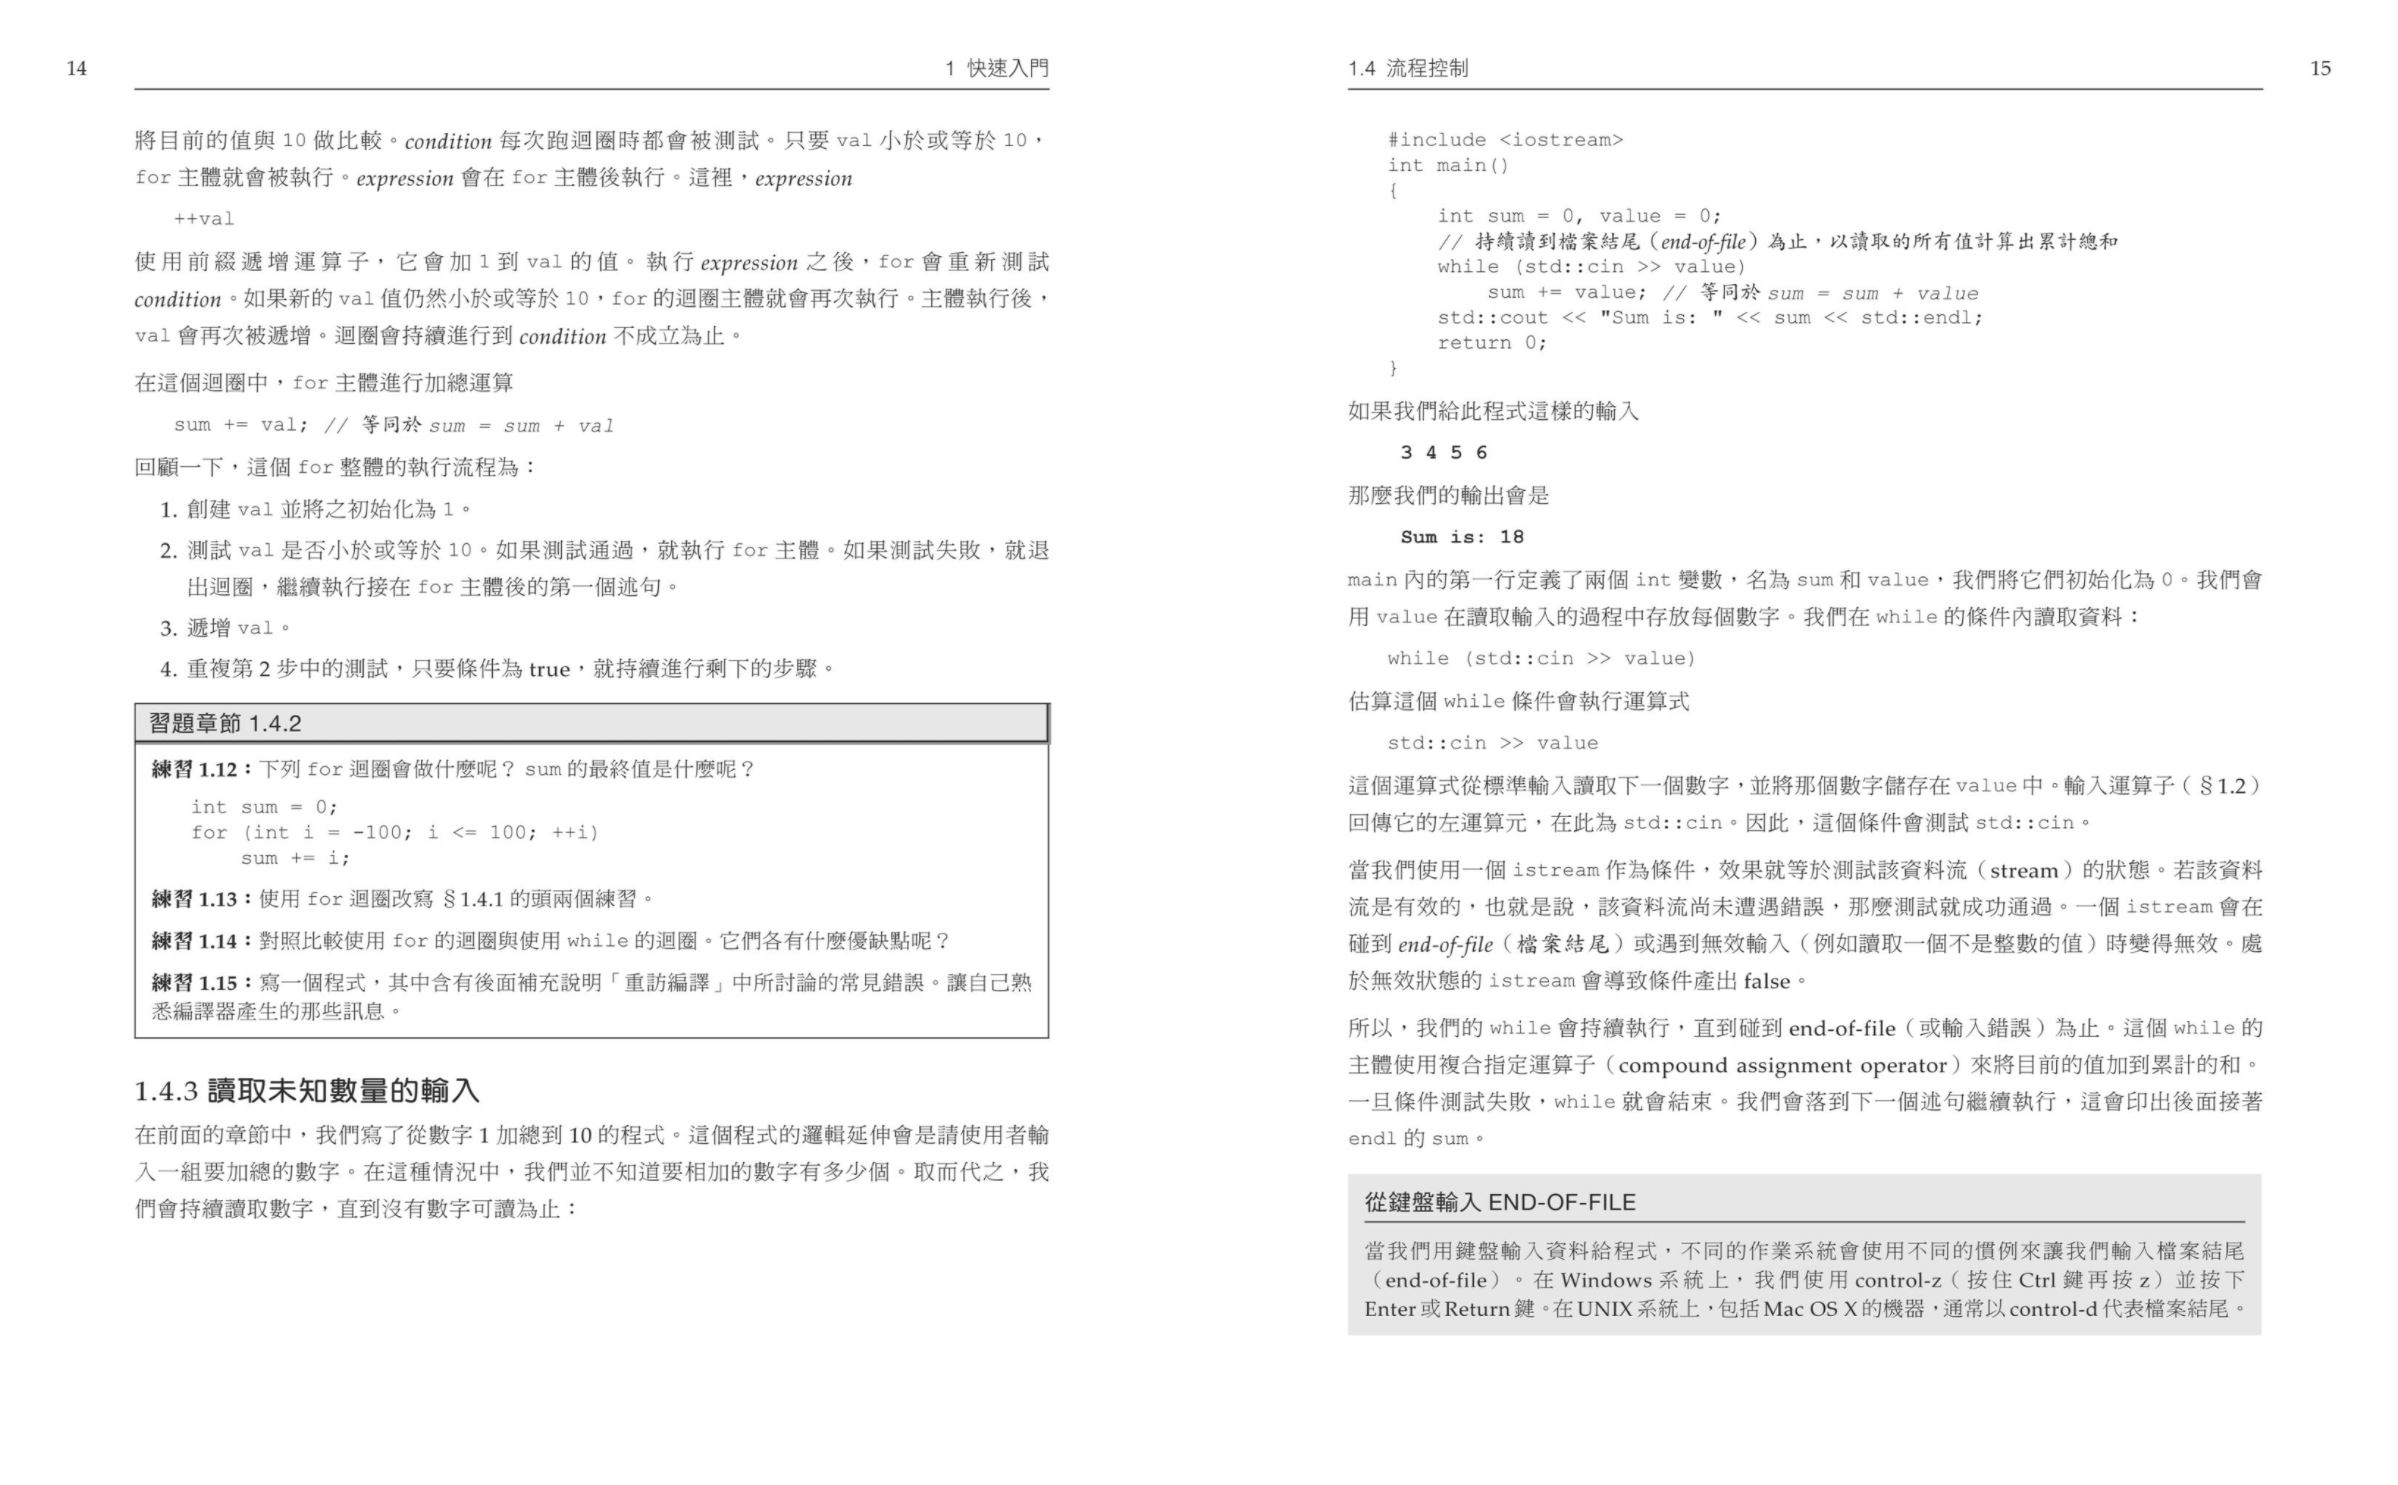 14
1 快速入門
將目前的值與 10 做比較。condition 每次跑迴圈時都會被測試。只要 val 小於或等於 10,
for 主體就會被執行。expression 會在 for 主體後執行。這裡,expression
++val
使用前綴遞增運算子,它會加 1 到 val 的值。執行 expression 之後,for 會重新測試
condition。如果新的 val 值仍然小於或等於 10,for 的迴圈主體就會再次執行。主體執行後,
val 會再次被遞增。迴圈會持續進行到 condition 不成立為止。
在這個迴圈中,for 主體進行加總運算
sum += val; // 等同於 sum = sum + val
回顧一下,這個 for 整體的執行流程為:
1. 創建 val 並將之初始化為 1。
2. 測試 val 是否小於或等於 10。如果測試通過,就執行 for 主體。如果測試失敗,就退
出迴圈,繼續執行接在 for 主體後的第一個述句。
3. 遞增 val。
4. 重複第 2 步中的測試,只要條件為 true,就持續進行剩下的步驟。
習題章節 1.4.2
練習 1.12:下列 for 迴圈會做什麼呢? sum 的最終值是什麼呢?
int sum = 0;
for (int i = -100; i <= 100; ++i)
sum += i;
練習 1.13:使用 for 迴圈改寫 §1.4.1 的頭兩個練習。
練習 1.14:對照比較使用 for 的迴圈與使用 while 的迴圈。它們各有什麼優缺點呢?
練習 1.15:寫一個程式,其中含有後面補充說明「重訪編譯」中所討論的常見錯誤。讓自己熟
悉編譯器產生的那些訊息。
1.4.3 讀取未知數量的輸入
在前面的章節中,我們寫了從數字 1 加總到 10 的程式。這個程式的邏輯延伸會是請使用者輸
入一組要加總的數字。在這種情況中,我們並不知道要相加的數字有多少個。取而代之,我
們會持續讀取數字,直到沒有數字可讀為止:
1.4 流程控制
15
#include <iostream>
int main()
{
int sum = 0, value = 0;
// 持續讀到檔案結尾(end-of-file)為止,以讀取的所有值計算出累計總和
while (std::cin >> value)
sum += value; // 等同於 sum = sum + value
std::cout << "Sum is: " << sum << std::endl;
return 0;
}
如果我們給此程式這樣的輸入
3 4 5 6
那麼我們的輸出會是
Sum is: 18
main 內的第一行定義了兩個 int 變數,名為 sum 和 value,我們將它們初始化為 0。我們會
用 value 在讀取輸入的過程中存放每個數字。我們在 while 的條件內讀取資料:
while (std::cin >> value)
估算這個 while 條件會執行運算式
std::cin >> value
這個運算式從標準輸入讀取下一個數字,並將那個數字儲存在 value 中。輸入運算子(§1.2)
回傳它的左運算元,在此為 std::cin。因此,這個條件會測試 std::cin。
當我們使用一個 istream 作為條件,效果就等於測試該資料流(stream)的狀態。若該資料
流是有效的,也就是說,該資料流尚未遭遇錯誤,那麼測試就成功通過。一個 istream 會在
碰到 end-of-file(檔案結尾)或遇到無效輸入(例如讀取一個不是整數的值)時變得無效。處
於無效狀態的 istream 會導致條件產出 false。
所以,我們的 while 會持續執行,直到碰到 end-of-file(或輸入錯誤)為止。這個 while 的
主體使用複合指定運算子(compound assignment operator)來將目前的值加到累計的和。
一旦條件測試失敗,while 就會結束。我們會落到下一個述句繼續執行,這會印出後面接著
endl 的 sum。
從鍵盤輸入 END-OF-FILE
當我們用鍵盤輸入資料給程式,不同的作業系統會使用不同的慣例來讓我們輸入檔案結尾
(end-of-file)。在 Windows 系統上,我們使用 control-z(按住 Ctrl 鍵再按 z)並按下
Enter 或 Return 鍵。在 UNIX 系統上,包括 Mac OS X 的機器,通常以 control-d 代表檔案結尾。